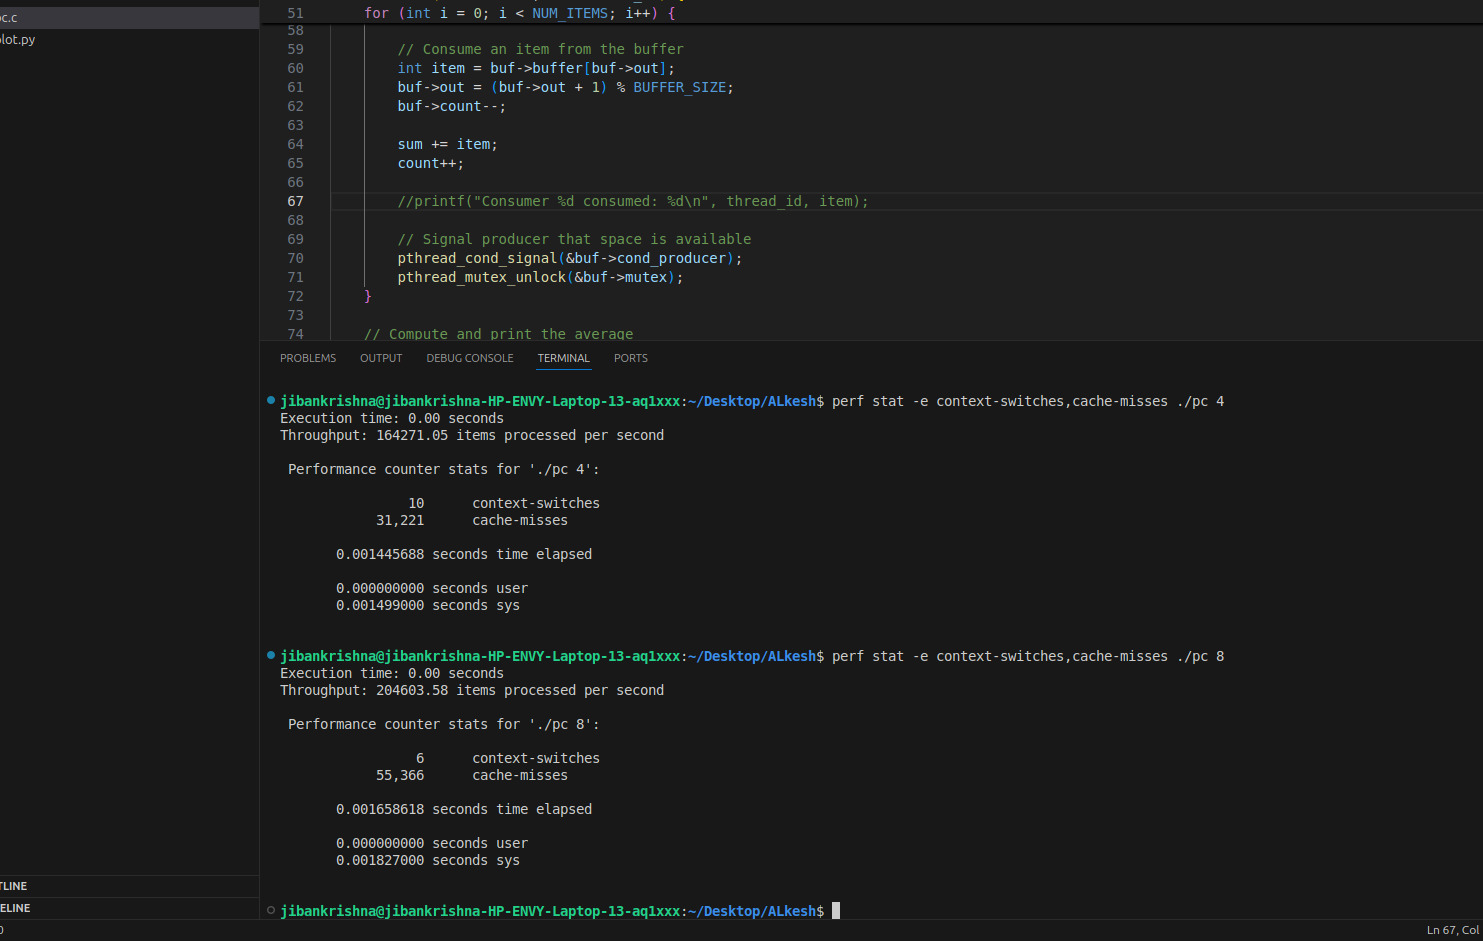 pc.c
plot.py
51 for (int i = 0; i < NUM_ITEMS; i++) {
58
59 // Consume an item from the buffer
60 int item = buf->buffer[buf->out];
61 buf->out = (buf->out + 1) % BUFFER_SIZE;
62 buf->count--;
63
64 sum += item;
65 count++;
66
67 //printf("Consumer %d consumed: %d\n", thread_id, item);
68
69 // Signal producer that space is available
70 pthread_cond_signal(&buf->cond_producer);
71 pthread_mutex_unlock(&buf->mutex);
72 }
73
74 // Compute and print the average
PROBLEMS OUTPUT DEBUG CONSOLE TERMINAL PORTS
jibankrishna@jibankrishna-HP-ENVY-Laptop-13-aq1xxx:~/Desktop/ALkesh$ perf stat -e context-switches,cache-misses ./pc 4
Execution time: 0.00 seconds
Throughput: 164271.05 items processed per second
Performance counter stats for './pc 4':
10 context-switches
31,221 cache-misses
0.001445688 seconds time elapsed
0.000000000 seconds user
0.001499000 seconds sys
jibankrishna@jibankrishna-HP-ENVY-Laptop-13-aq1xxx:~/Desktop/ALkesh$ perf stat -e context-switches,cache-misses ./pc 8
Execution time: 0.00 seconds
Throughput: 204603.58 items processed per second
Performance counter stats for './pc 8':
6 context-switches
55,366 cache-misses
0.001658618 seconds time elapsed
0.000000000 seconds user
0.001827000 seconds sys
TLINE
ELINE
jibankrishna@jibankrishna-HP-ENVY-Laptop-13-aq1xxx:~/Desktop/ALkesh$
0
Ln 67, Col